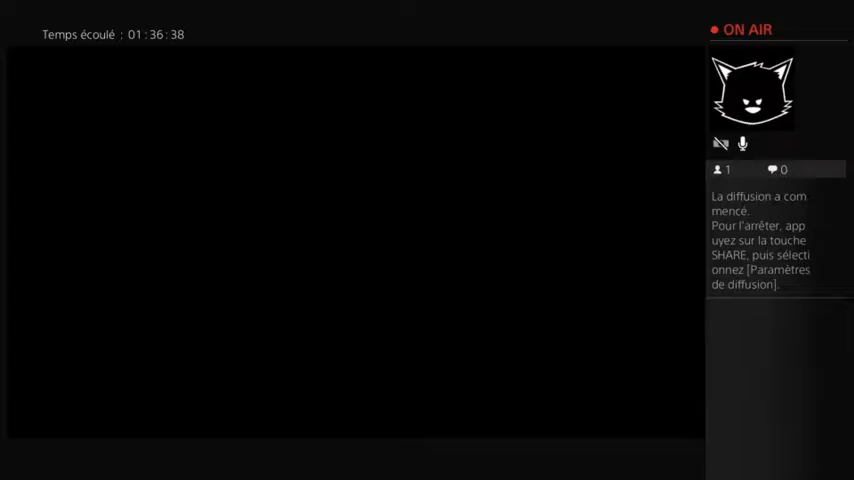 Temps écoulé : 01:36:38
ON AIR
1 0
La diffusion a com
mencé.
Pour l'arrêter, app
uyez sur la touche
SHARE, puis sélecti
onnez [Paramètres
de diffusion].